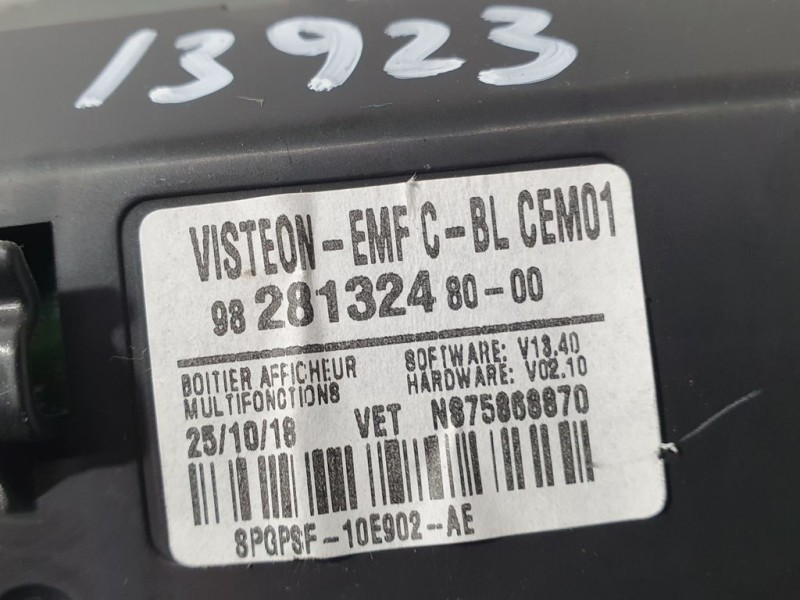 13923
VISTEON-EMF C-BL CEM01
98 281324 80-00
BOITIER AFFICHEUR
MULTIFONCTIONS
SOFTWARE: V13.40
HARDWARE: V02.10
25/10/18 VET N875868870
8PGPSF-10E902-AE